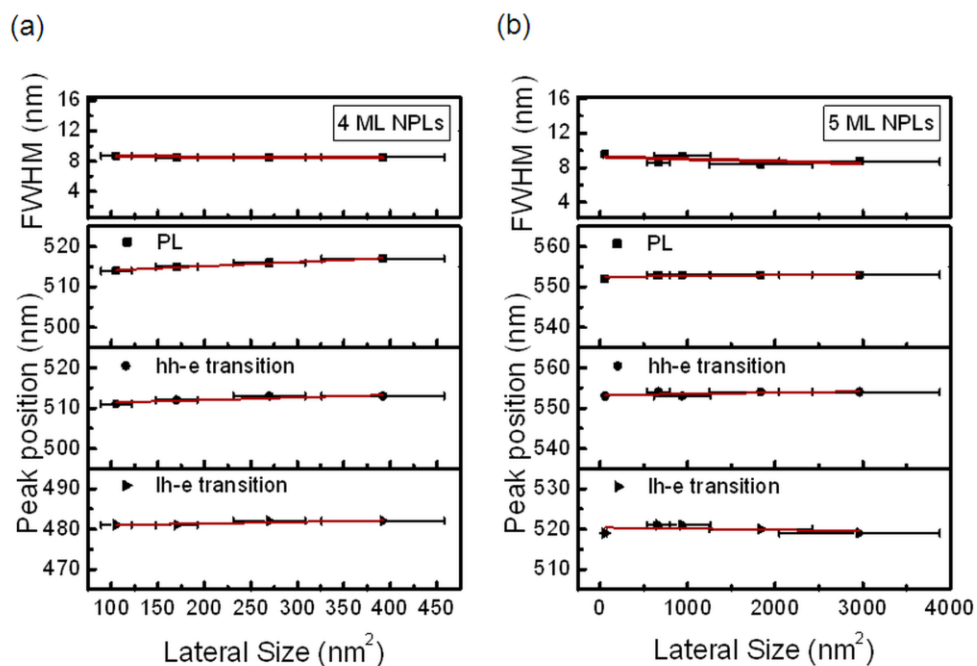 (a)
(b)
FWHM (nm)
16
12
8
4
4 ML NPLs
Peak position (nm)
520
510
500
PL
520
510
500
hh-e transition
490
480
470
lh-e transition
100 150 200 250 300 350 400 450
Lateral Size (nm²)
FWHM (nm)
16
12
8
4
5 ML NPLs
Peak position (nm)
560
550
540
PL
560
550
540
hh-e transition
530
520
510
lh-e transition
0 1000 2000 3000 4000
Lateral Size (nm²)